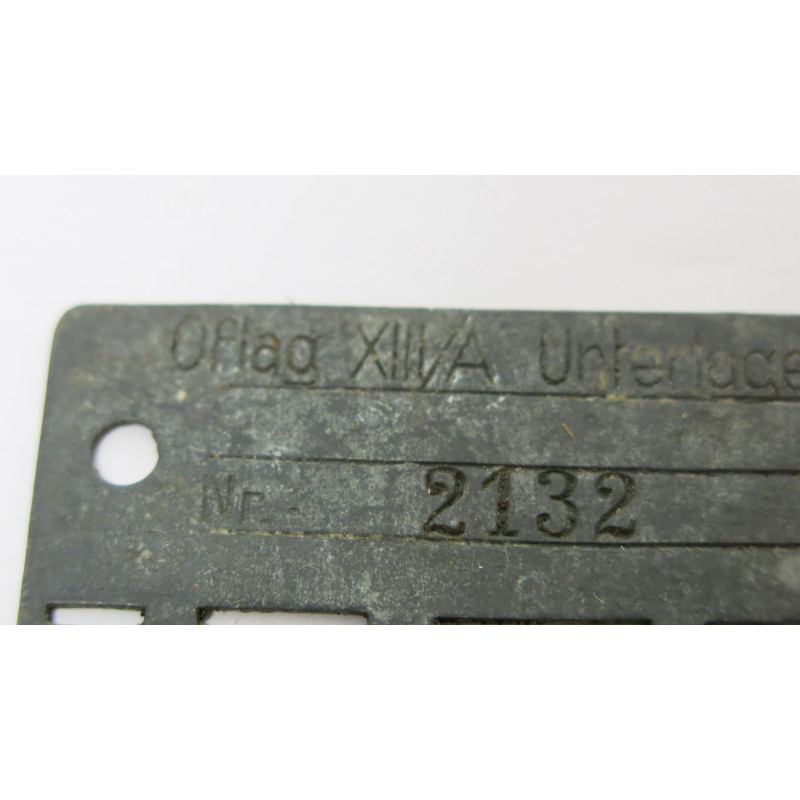 Oflag XIII/A Unterlage
Nr. 2132